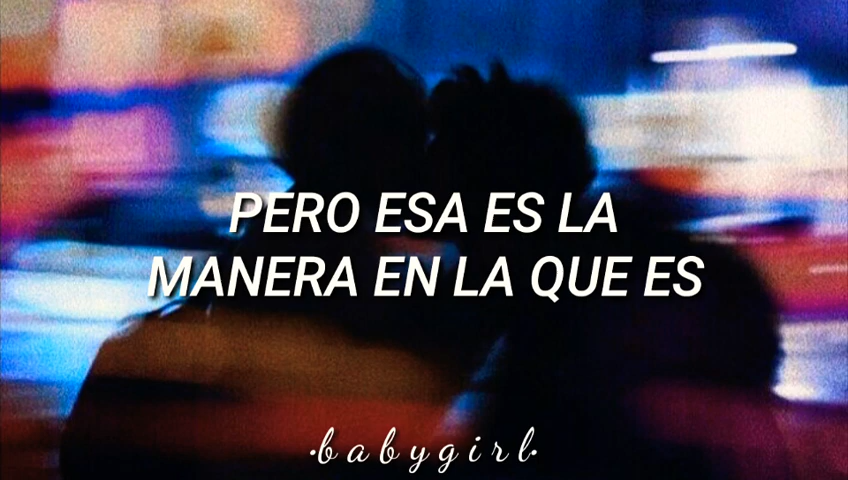 PERO ESA ES LA
MANERA EN LA QUE ES
·babygirl·